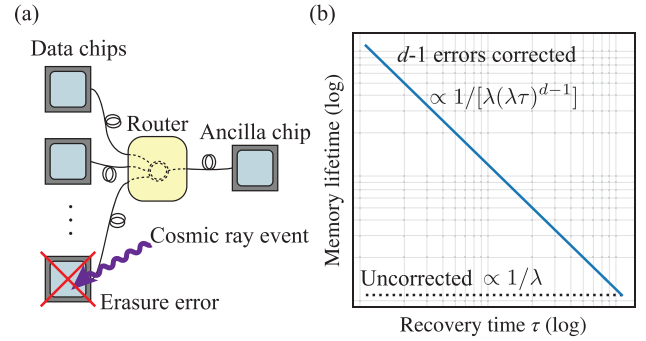 (a)
Data chips
Router
Ancilla chip
Cosmic ray event
Erasure error
(b)
Memory lifetime (log)
d-1 errors corrected
∝ 1/[λ(λτ)^{d−1}]
Uncorrected ∝ 1/λ
Recovery time τ (log)